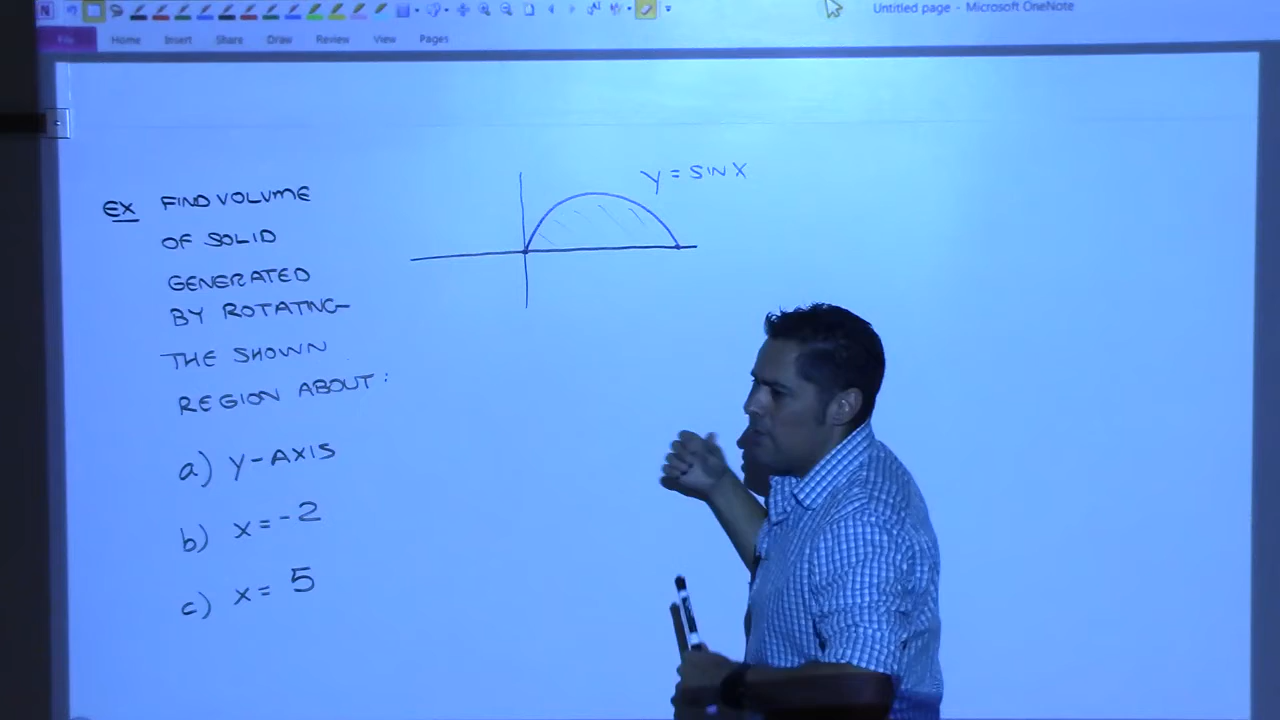 Untitled page - Microsoft OneNote
File Home Insert Share Draw Review View Pages
EX FIND VOLUME
OF SOLID
GENERATED
BY ROTATING
THE SHOWN
REGION ABOUT:
a) y-AXIS
b) x=-2
c) x= 5
y = SIN X